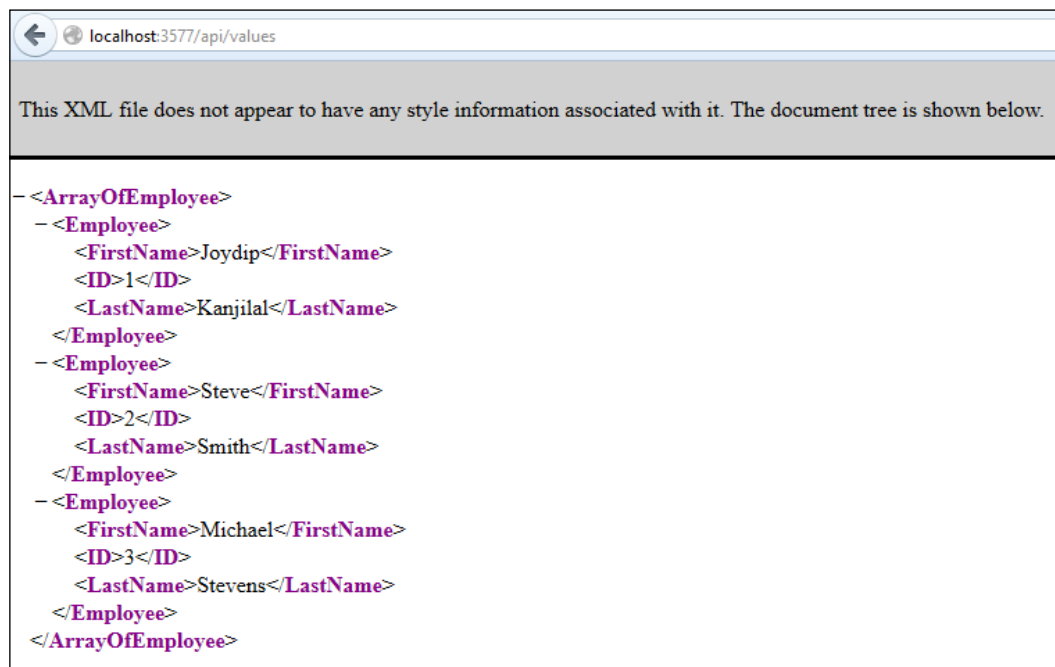 localhost:3577/api/values
This XML file does not appear to have any style information associated with it. The document tree is shown below.
−<ArrayOfEmployee>
−<Employee>
<FirstName>Joydip</FirstName>
<ID>1</ID>
<LastName>Kanjilal</LastName>
</Employee>
−<Employee>
<FirstName>Steve</FirstName>
<ID>2</ID>
<LastName>Smith</LastName>
</Employee>
−<Employee>
<FirstName>Michael</FirstName>
<ID>3</ID>
<LastName>Stevens</LastName>
</Employee>
</ArrayOfEmployee>